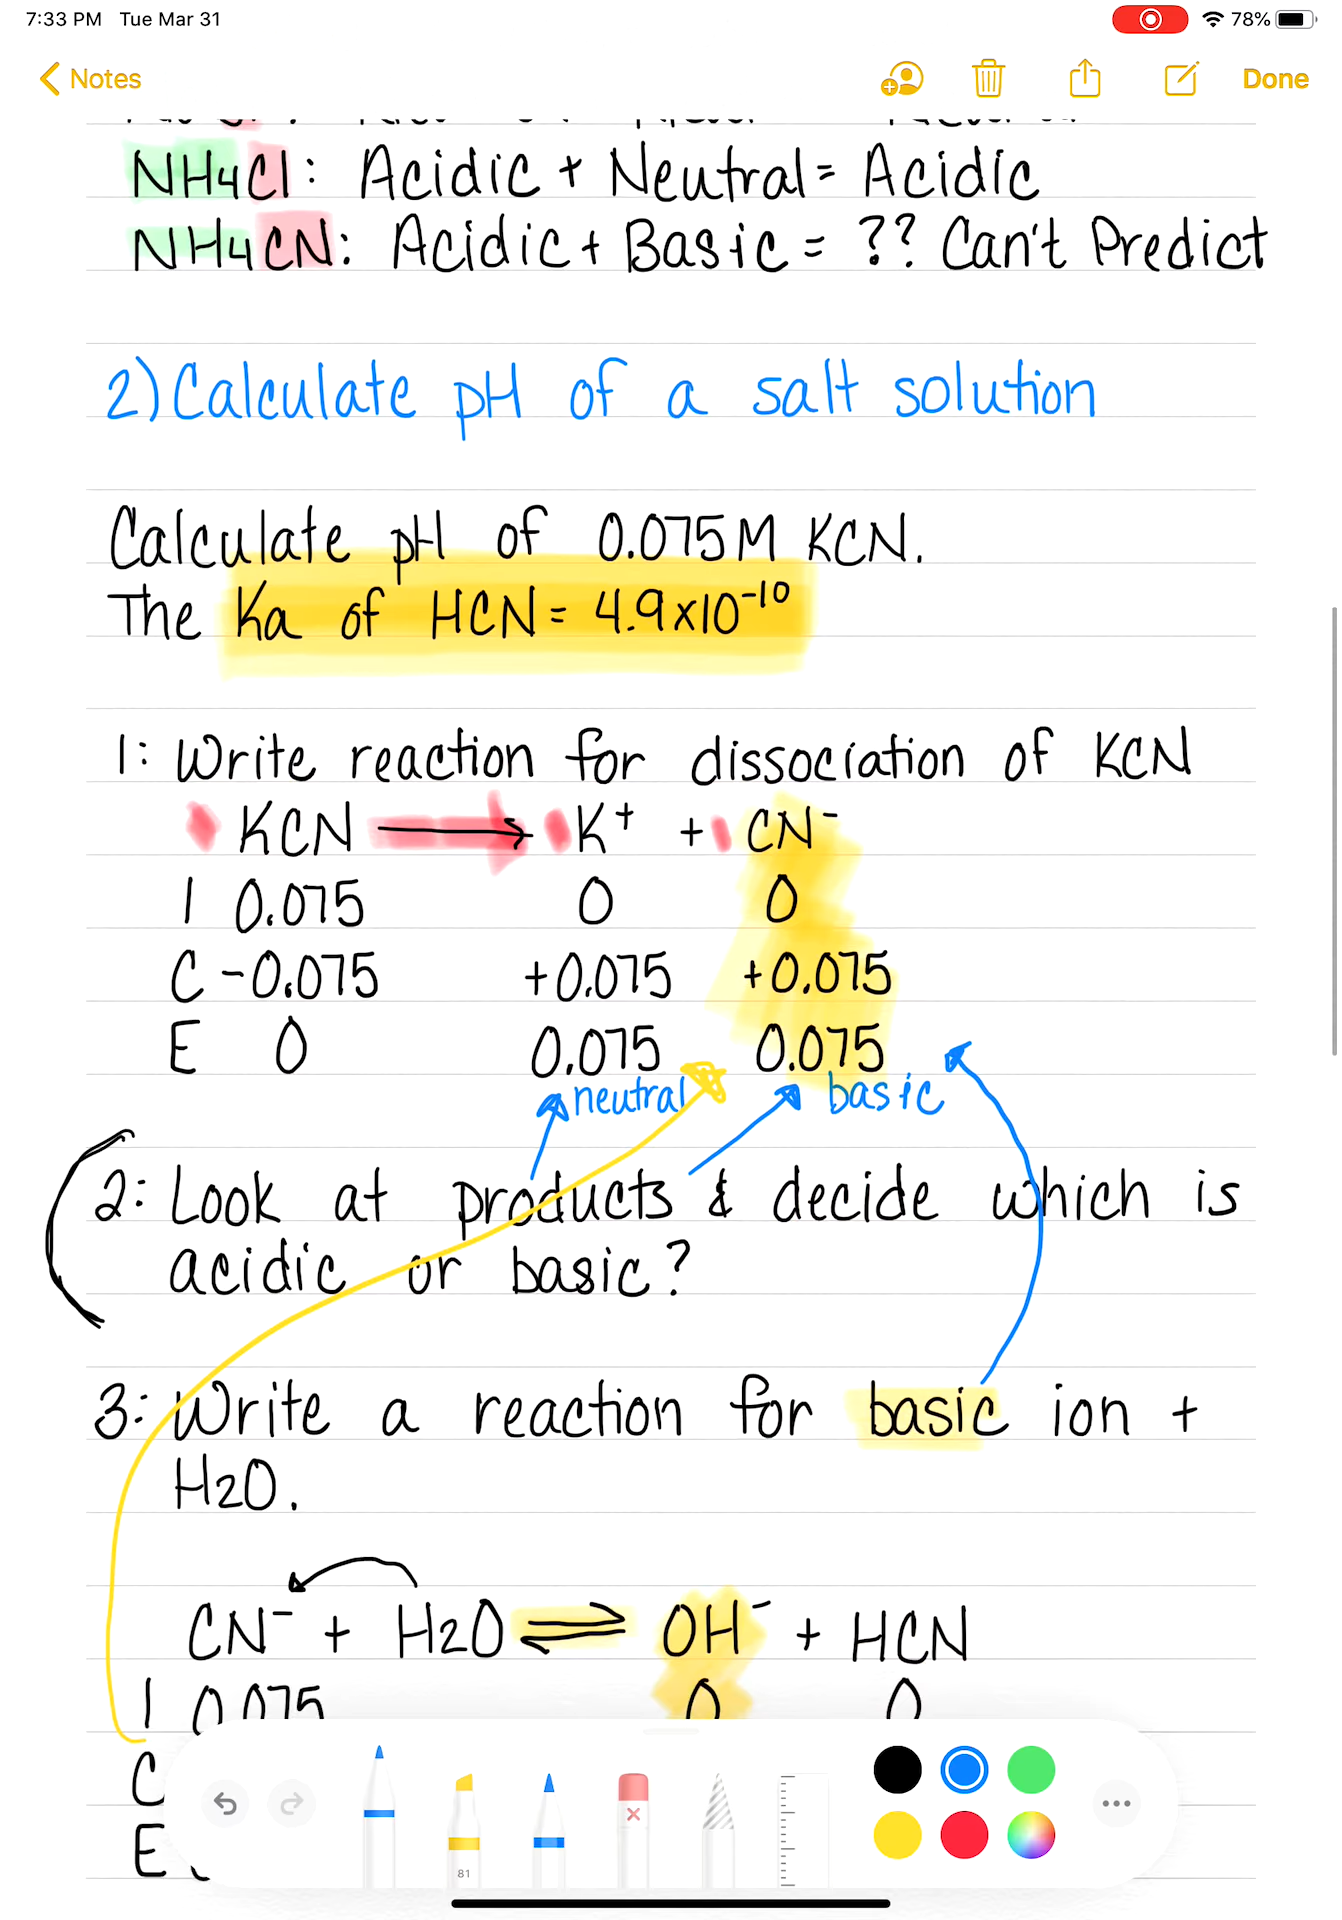 7:33 PM Tue Mar 31 78%
Notes Done
NH4Cl: Acidic + Neutral = Acidic
NH4CN: Acidic + Basic = ?? Can't Predict
2) Calculate pH of a salt solution
Calculate pH of 0.075M KCN.
The Ka of HCN = 4.9x10⁻¹⁰
1: Write reaction for dissociation of KCN
KCN → K⁺ + CN⁻
I 0.075 0 0
C -0.075 +0.075 +0.075
E 0 0.075 0.075
neutral basic
2: Look at products & decide which is
acidic or basic?
3: Write a reaction for basic ion +
H2O.
CN⁻ + H2O ⇌ OH⁻ + HCN
I 0.075 0 0
C
E
81